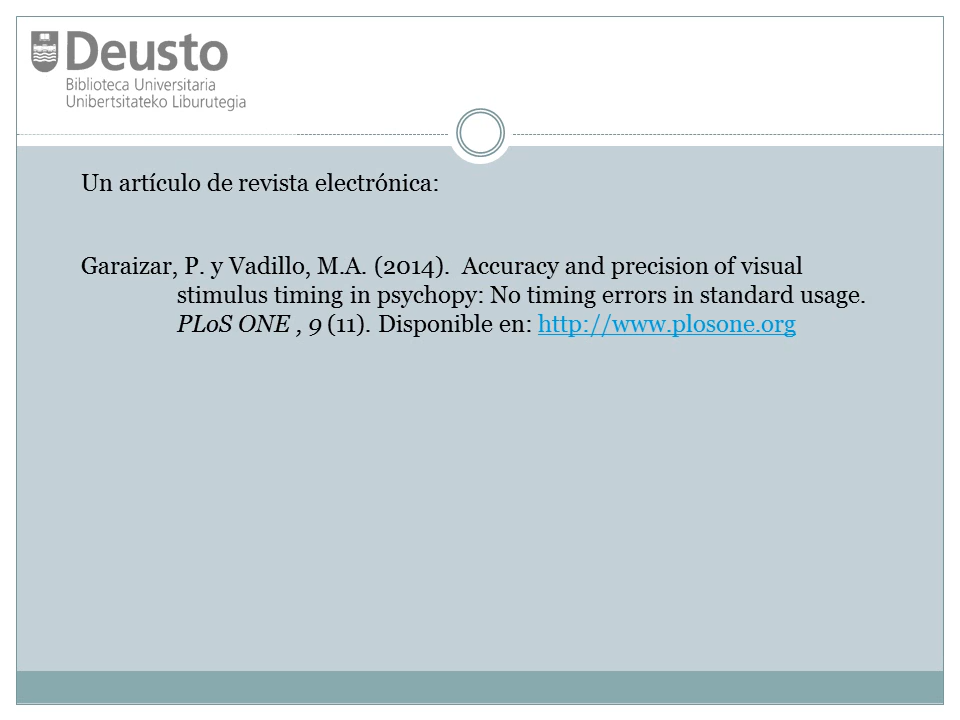 Deusto
Biblioteca Universitaria
Unibertsitateko Liburutegia
Un artículo de revista electrónica:
Garaizar, P. y Vadillo, M.A. (2014).  Accuracy and precision of visual
stimulus timing in psychopy: No timing errors in standard usage.
PLoS ONE , 9 (11). Disponible en: http://www.plosone.org